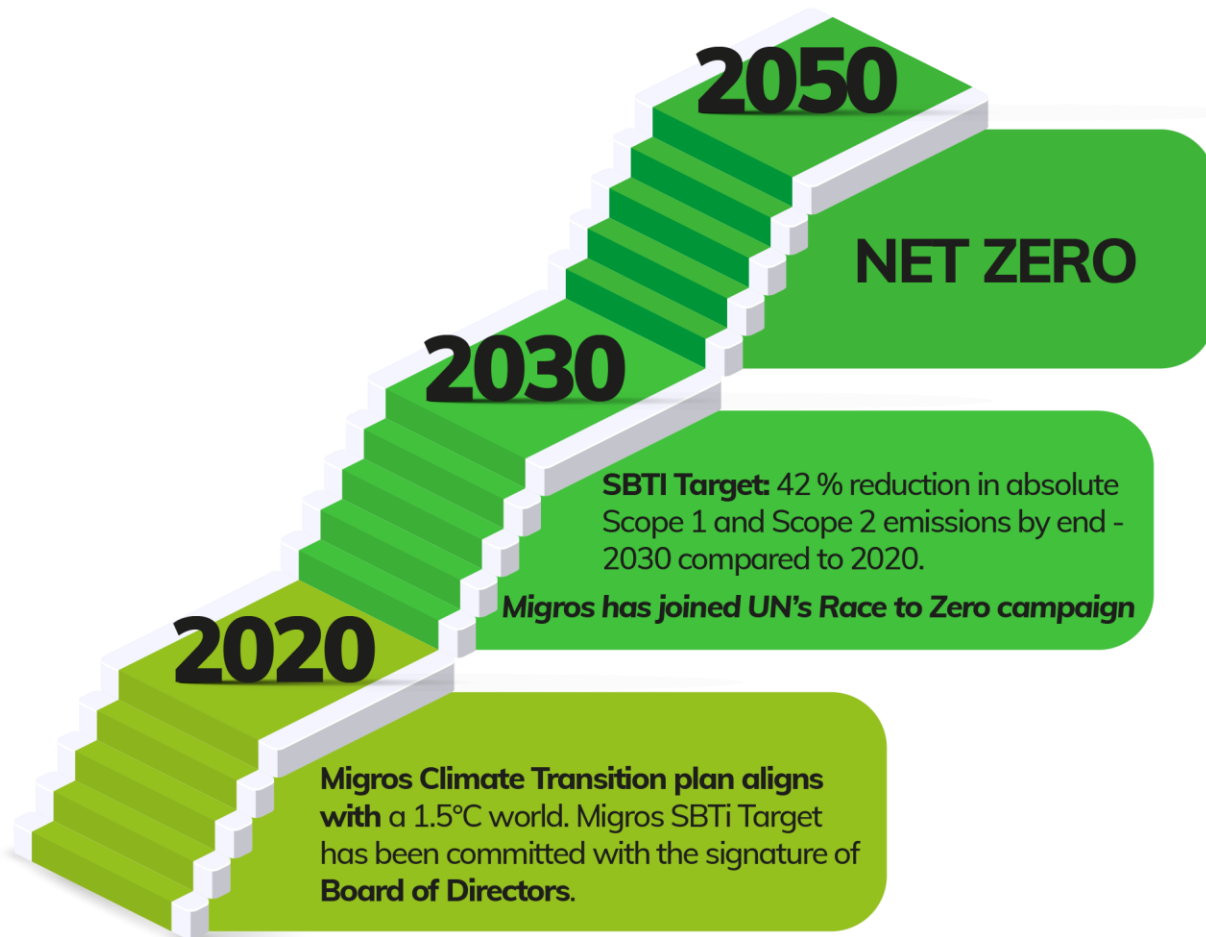 2050
NET ZERO
2030
SBTI Target: 42 % reduction in absolute
Scope 1 and Scope 2 emissions by end -
2030 compared to 2020.
Migros has joined UN's Race to Zero campaign
2020
Migros Climate Transition plan aligns
with a 1.5°C world. Migros SBTi Target
has been committed with the signature of
Board of Directors.